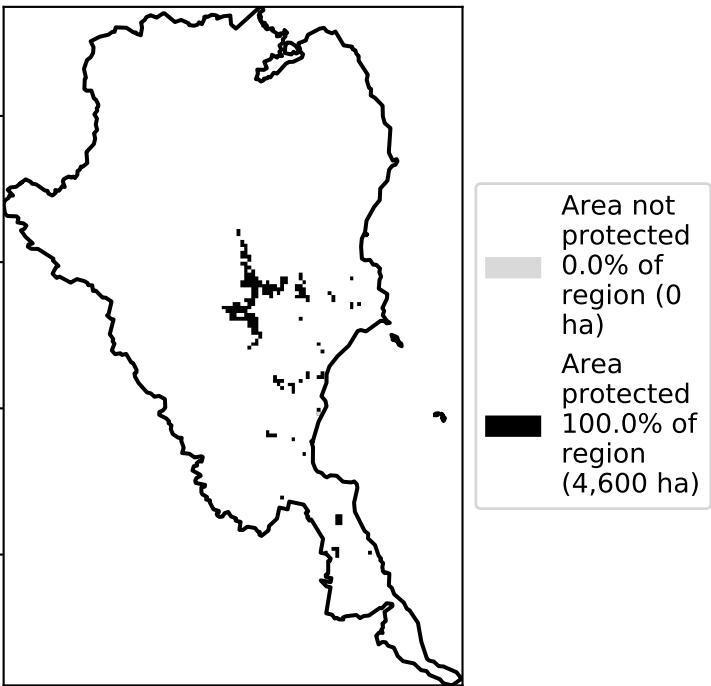 Area not
protected
0.0% of
region (0
ha)
Area
protected
100.0% of
region
(4,600 ha)